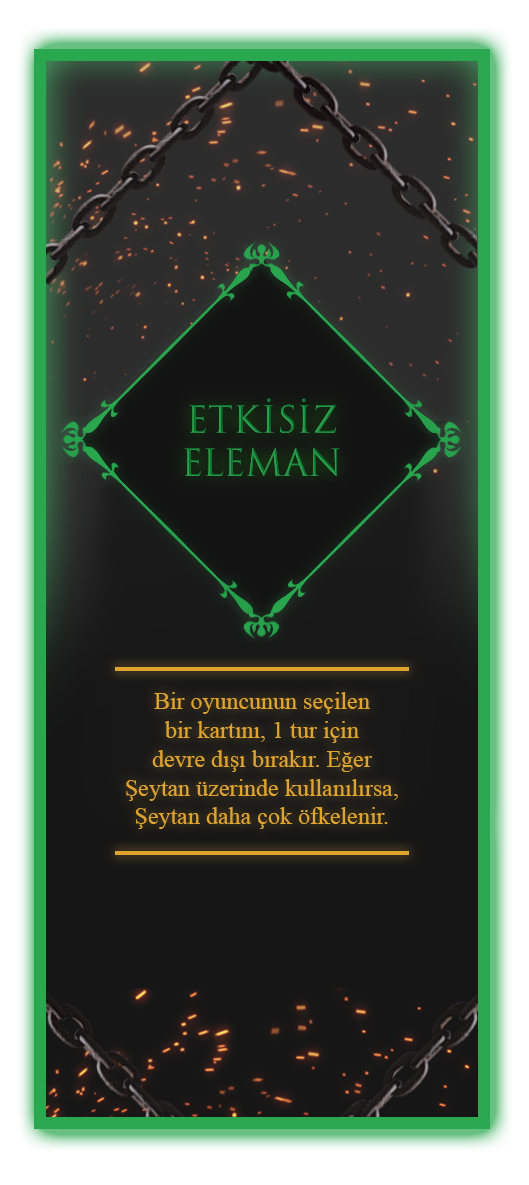 ETKİSİZ
ELEMAN
Bir oyuncunun seçilen
bir kartını, 1 tur için
devre dışı bırakır. Eğer
Şeytan üzerinde kullanılırsa,
Şeytan daha çok öfkelenir.